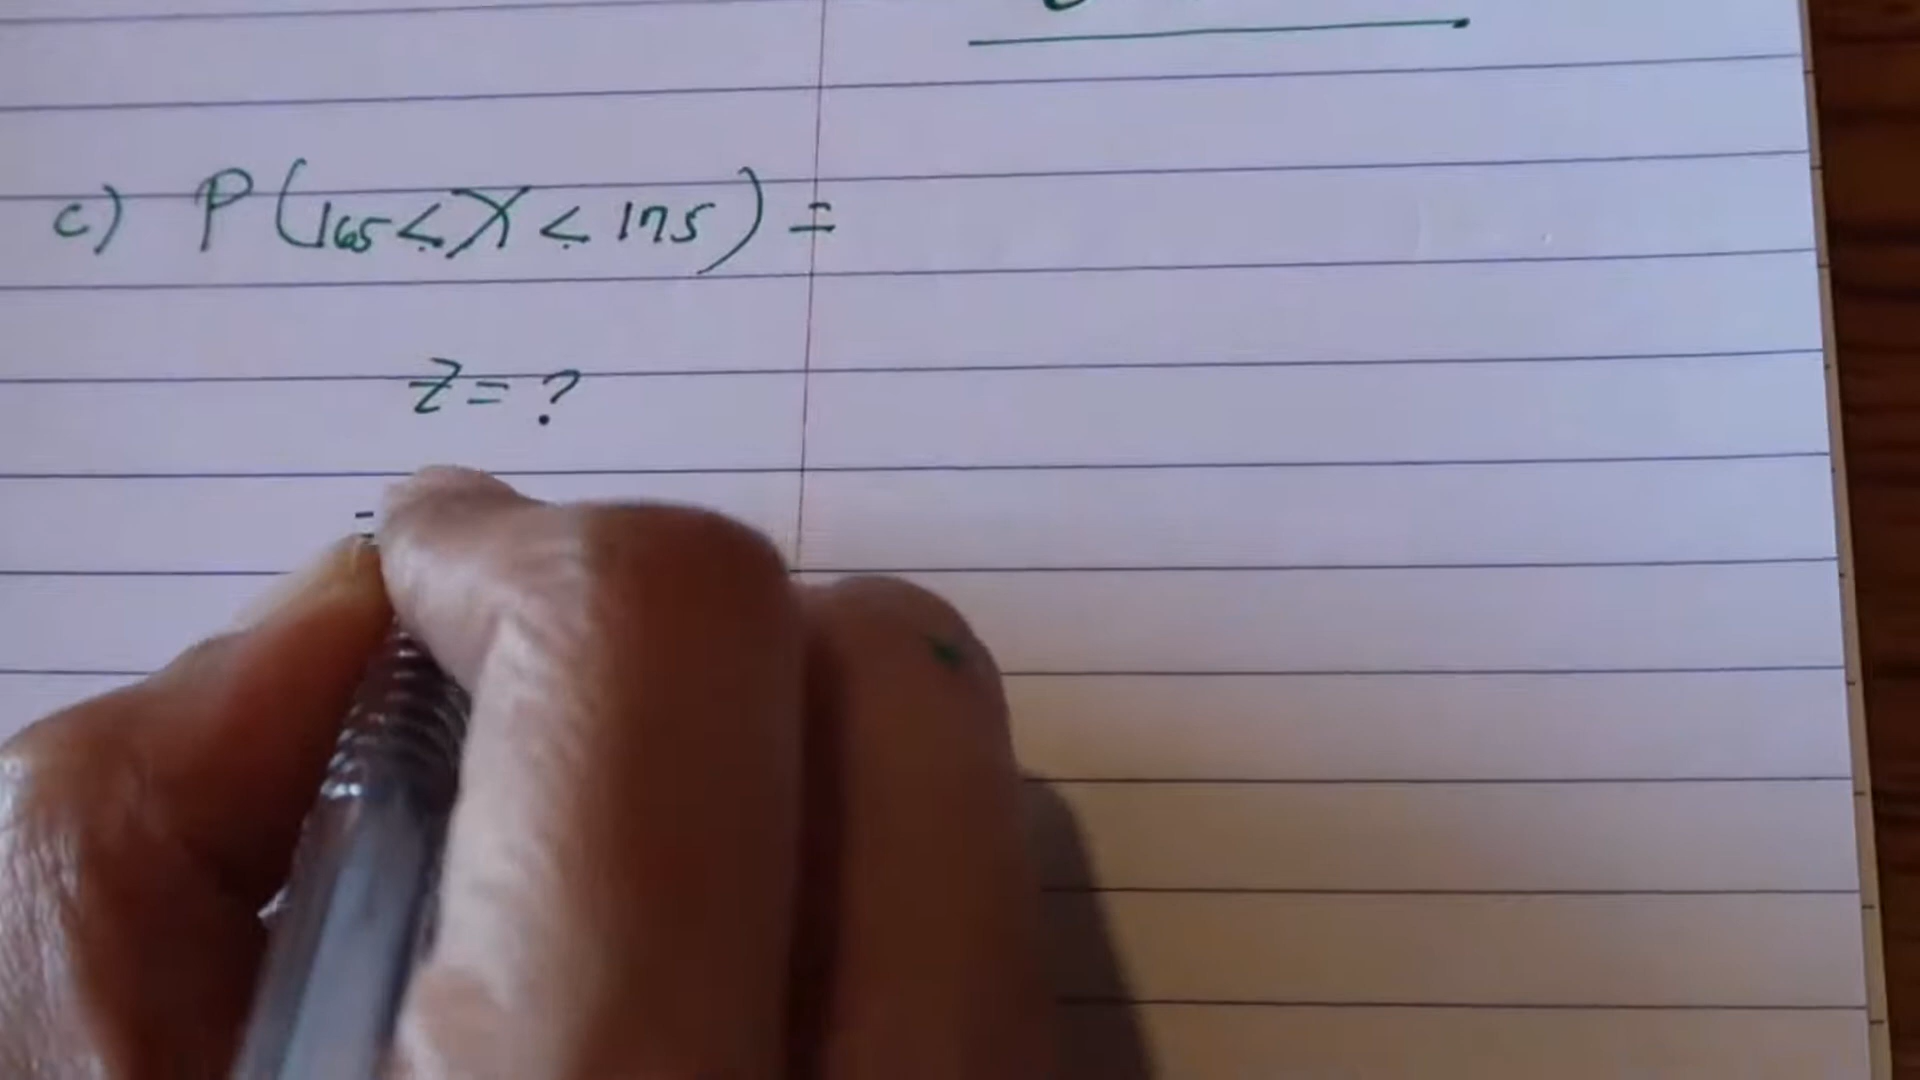 c) P(165 ≤ X ≤ 175) =
z = ?
=